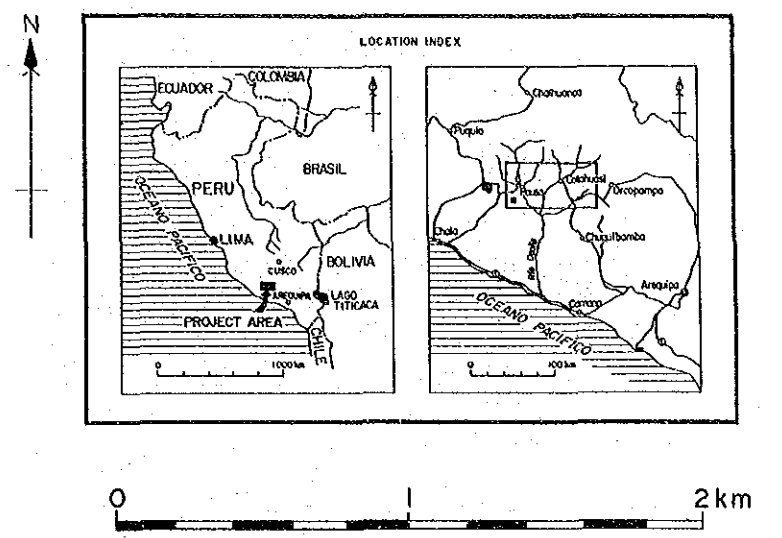 N
LOCATION INDEX
COLOMBIA
ECUADOR
BRASIL
PERU
OCEANO PACIFICO
LIMA
BOLIVIA
CUSCO
AREQUIPA
LAGO
TITICACA
PROJECT AREA
CHILE
0 1000 km
Chalhuanca
Puquio
Cotahuasi
Pausa
Orcopampa
Chala
Chuquibamba
Río Ocoña
Arequipa
Camana
OCEANO PACIFICO
0 100 km
0 1 2 km